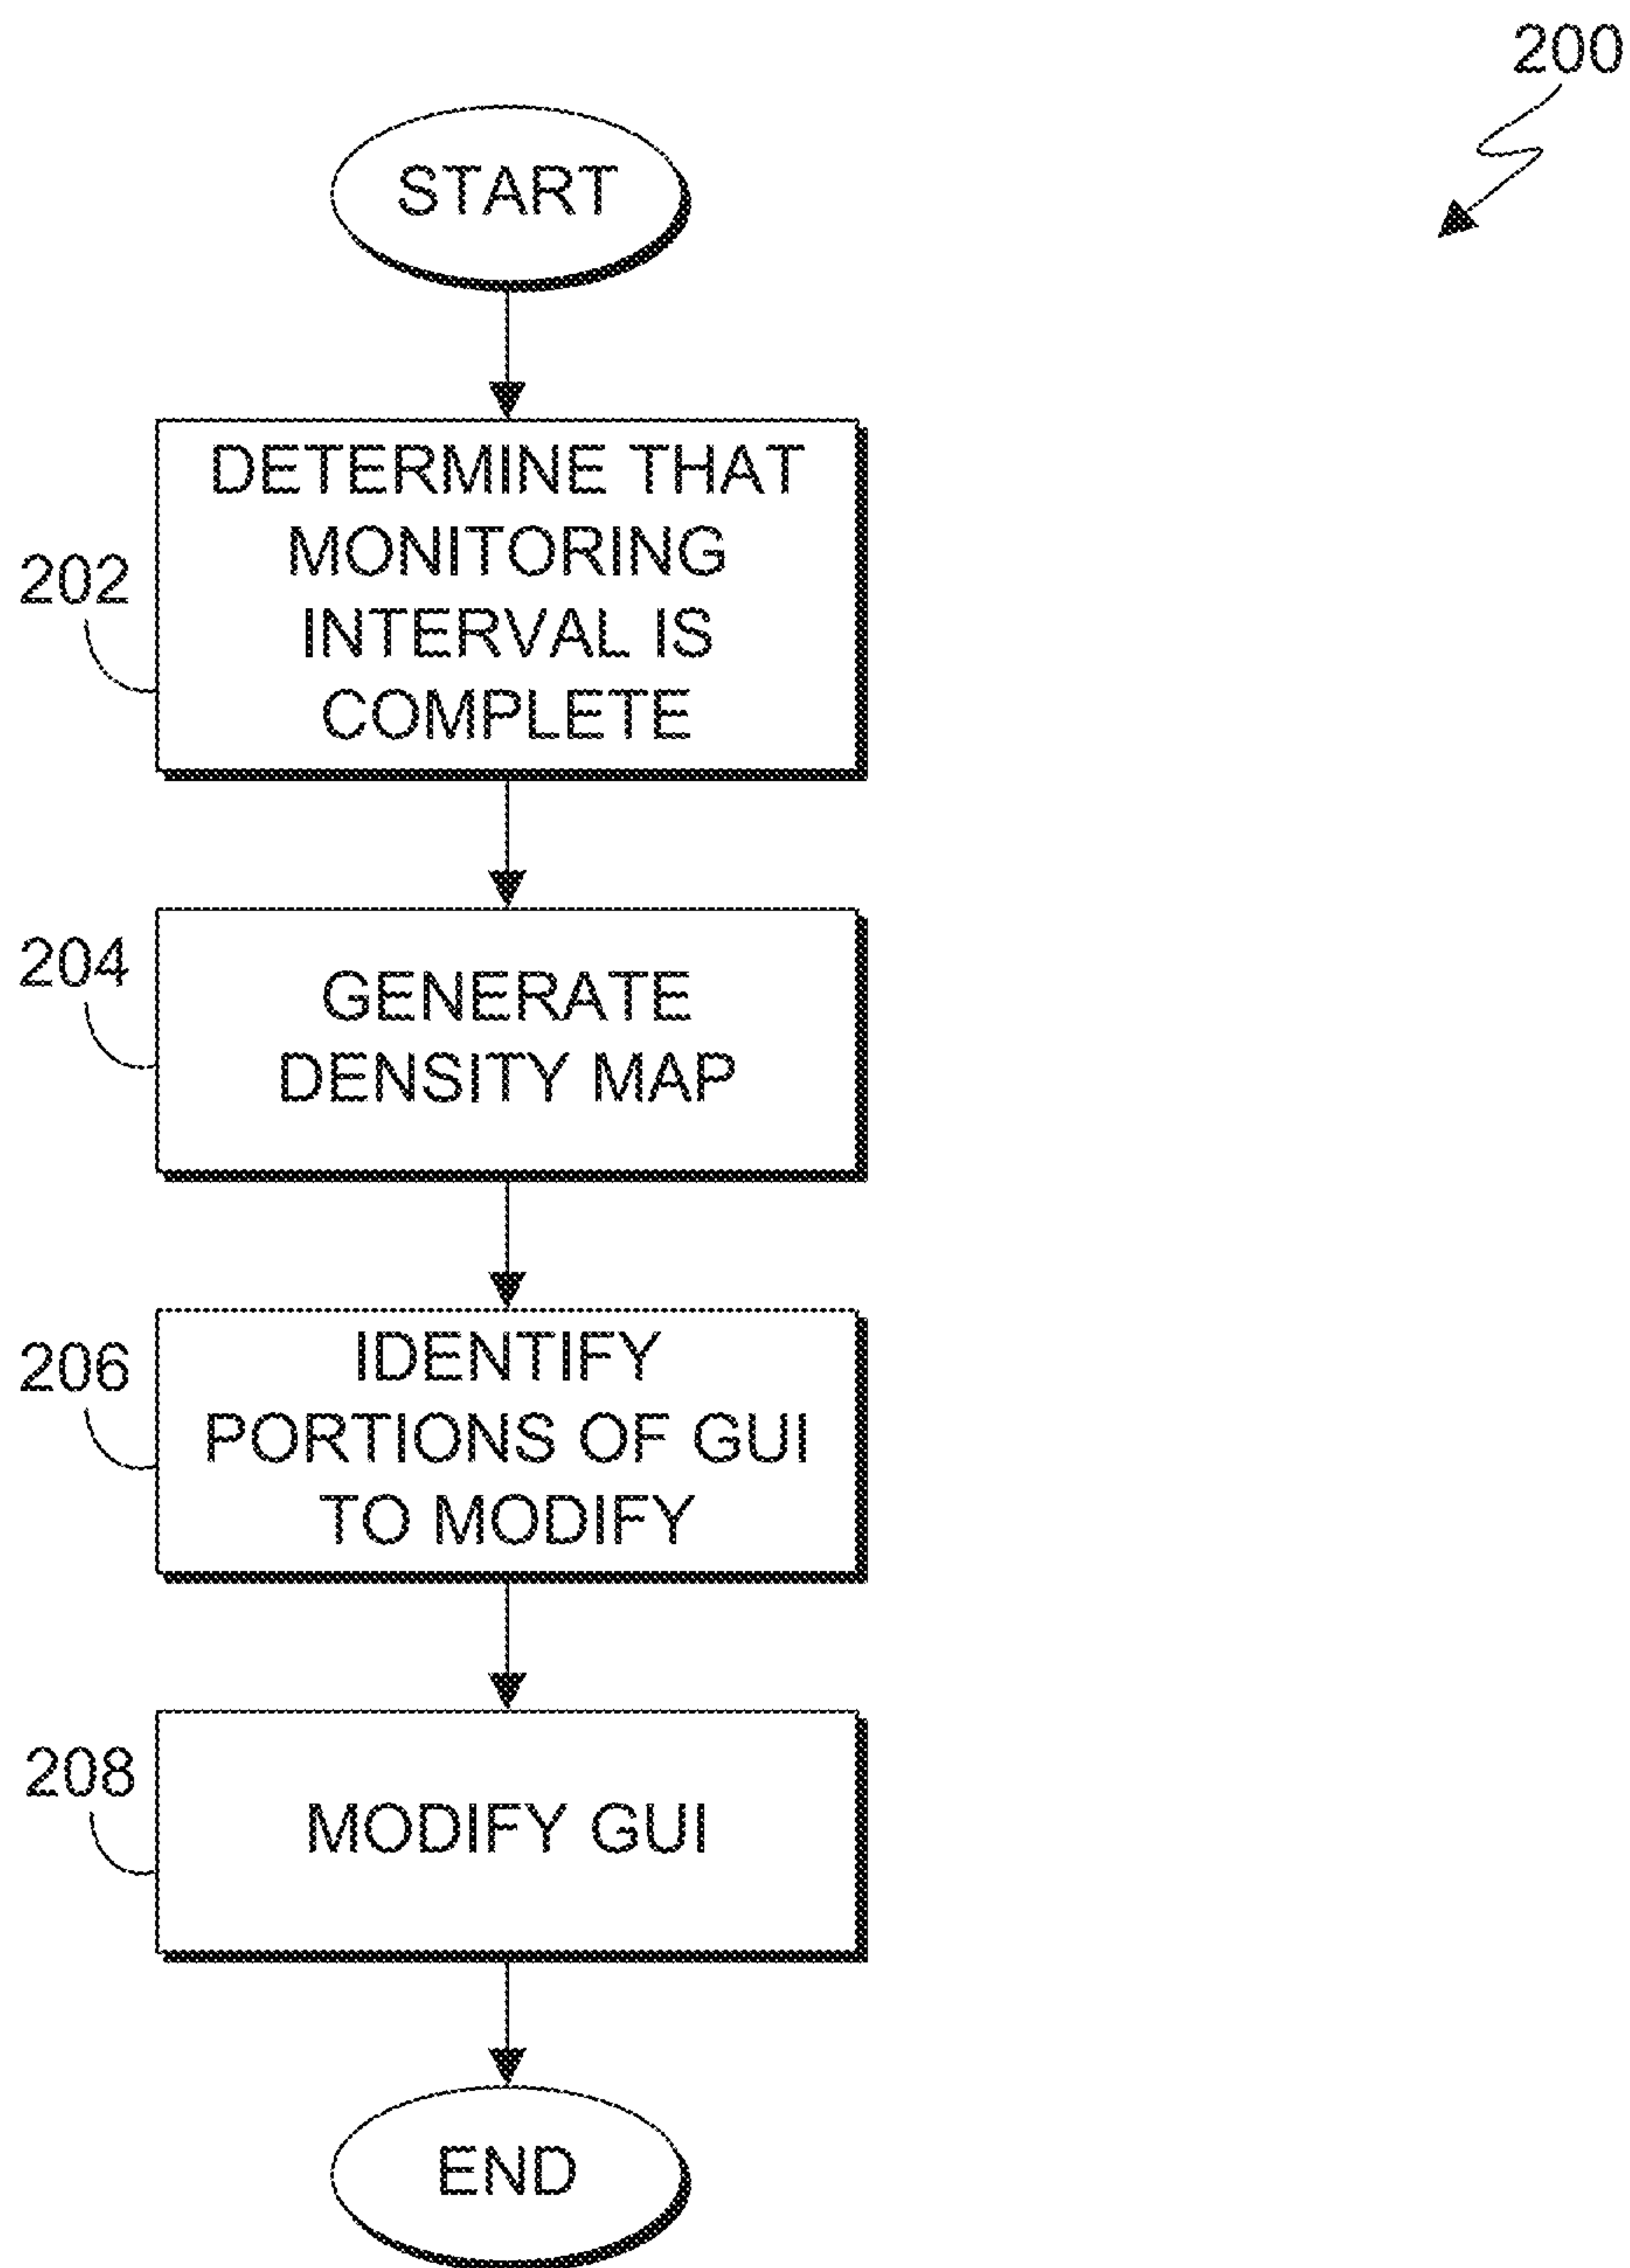 200
START
202
DETERMINE THAT
MONITORING
INTERVAL IS
COMPLETE
204
GENERATE
DENSITY MAP
206
IDENTIFY
PORTIONS OF GUI
TO MODIFY
208
MODIFY GUI
END